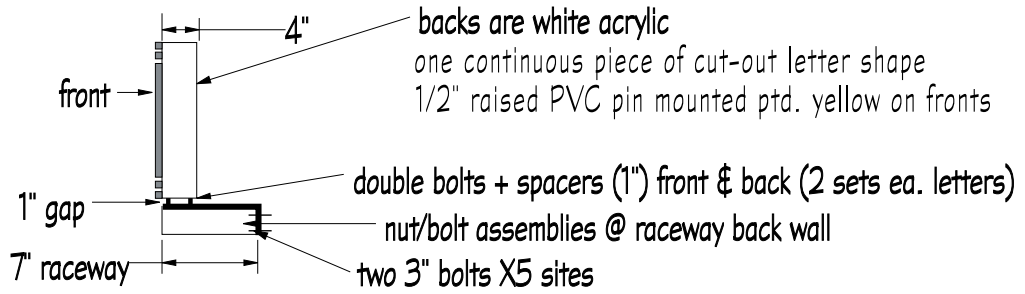 4"
backs are white acrylic
one continuous piece of cut-out letter shape
front
1/2" raised PVC pin mounted ptd. yellow on fronts
double bolts + spacers (1") front & back (2 sets ea. letters)
1" gap
nut/bolt assemblies @ raceway back wall
7" raceway
two 3" bolts X5 sites